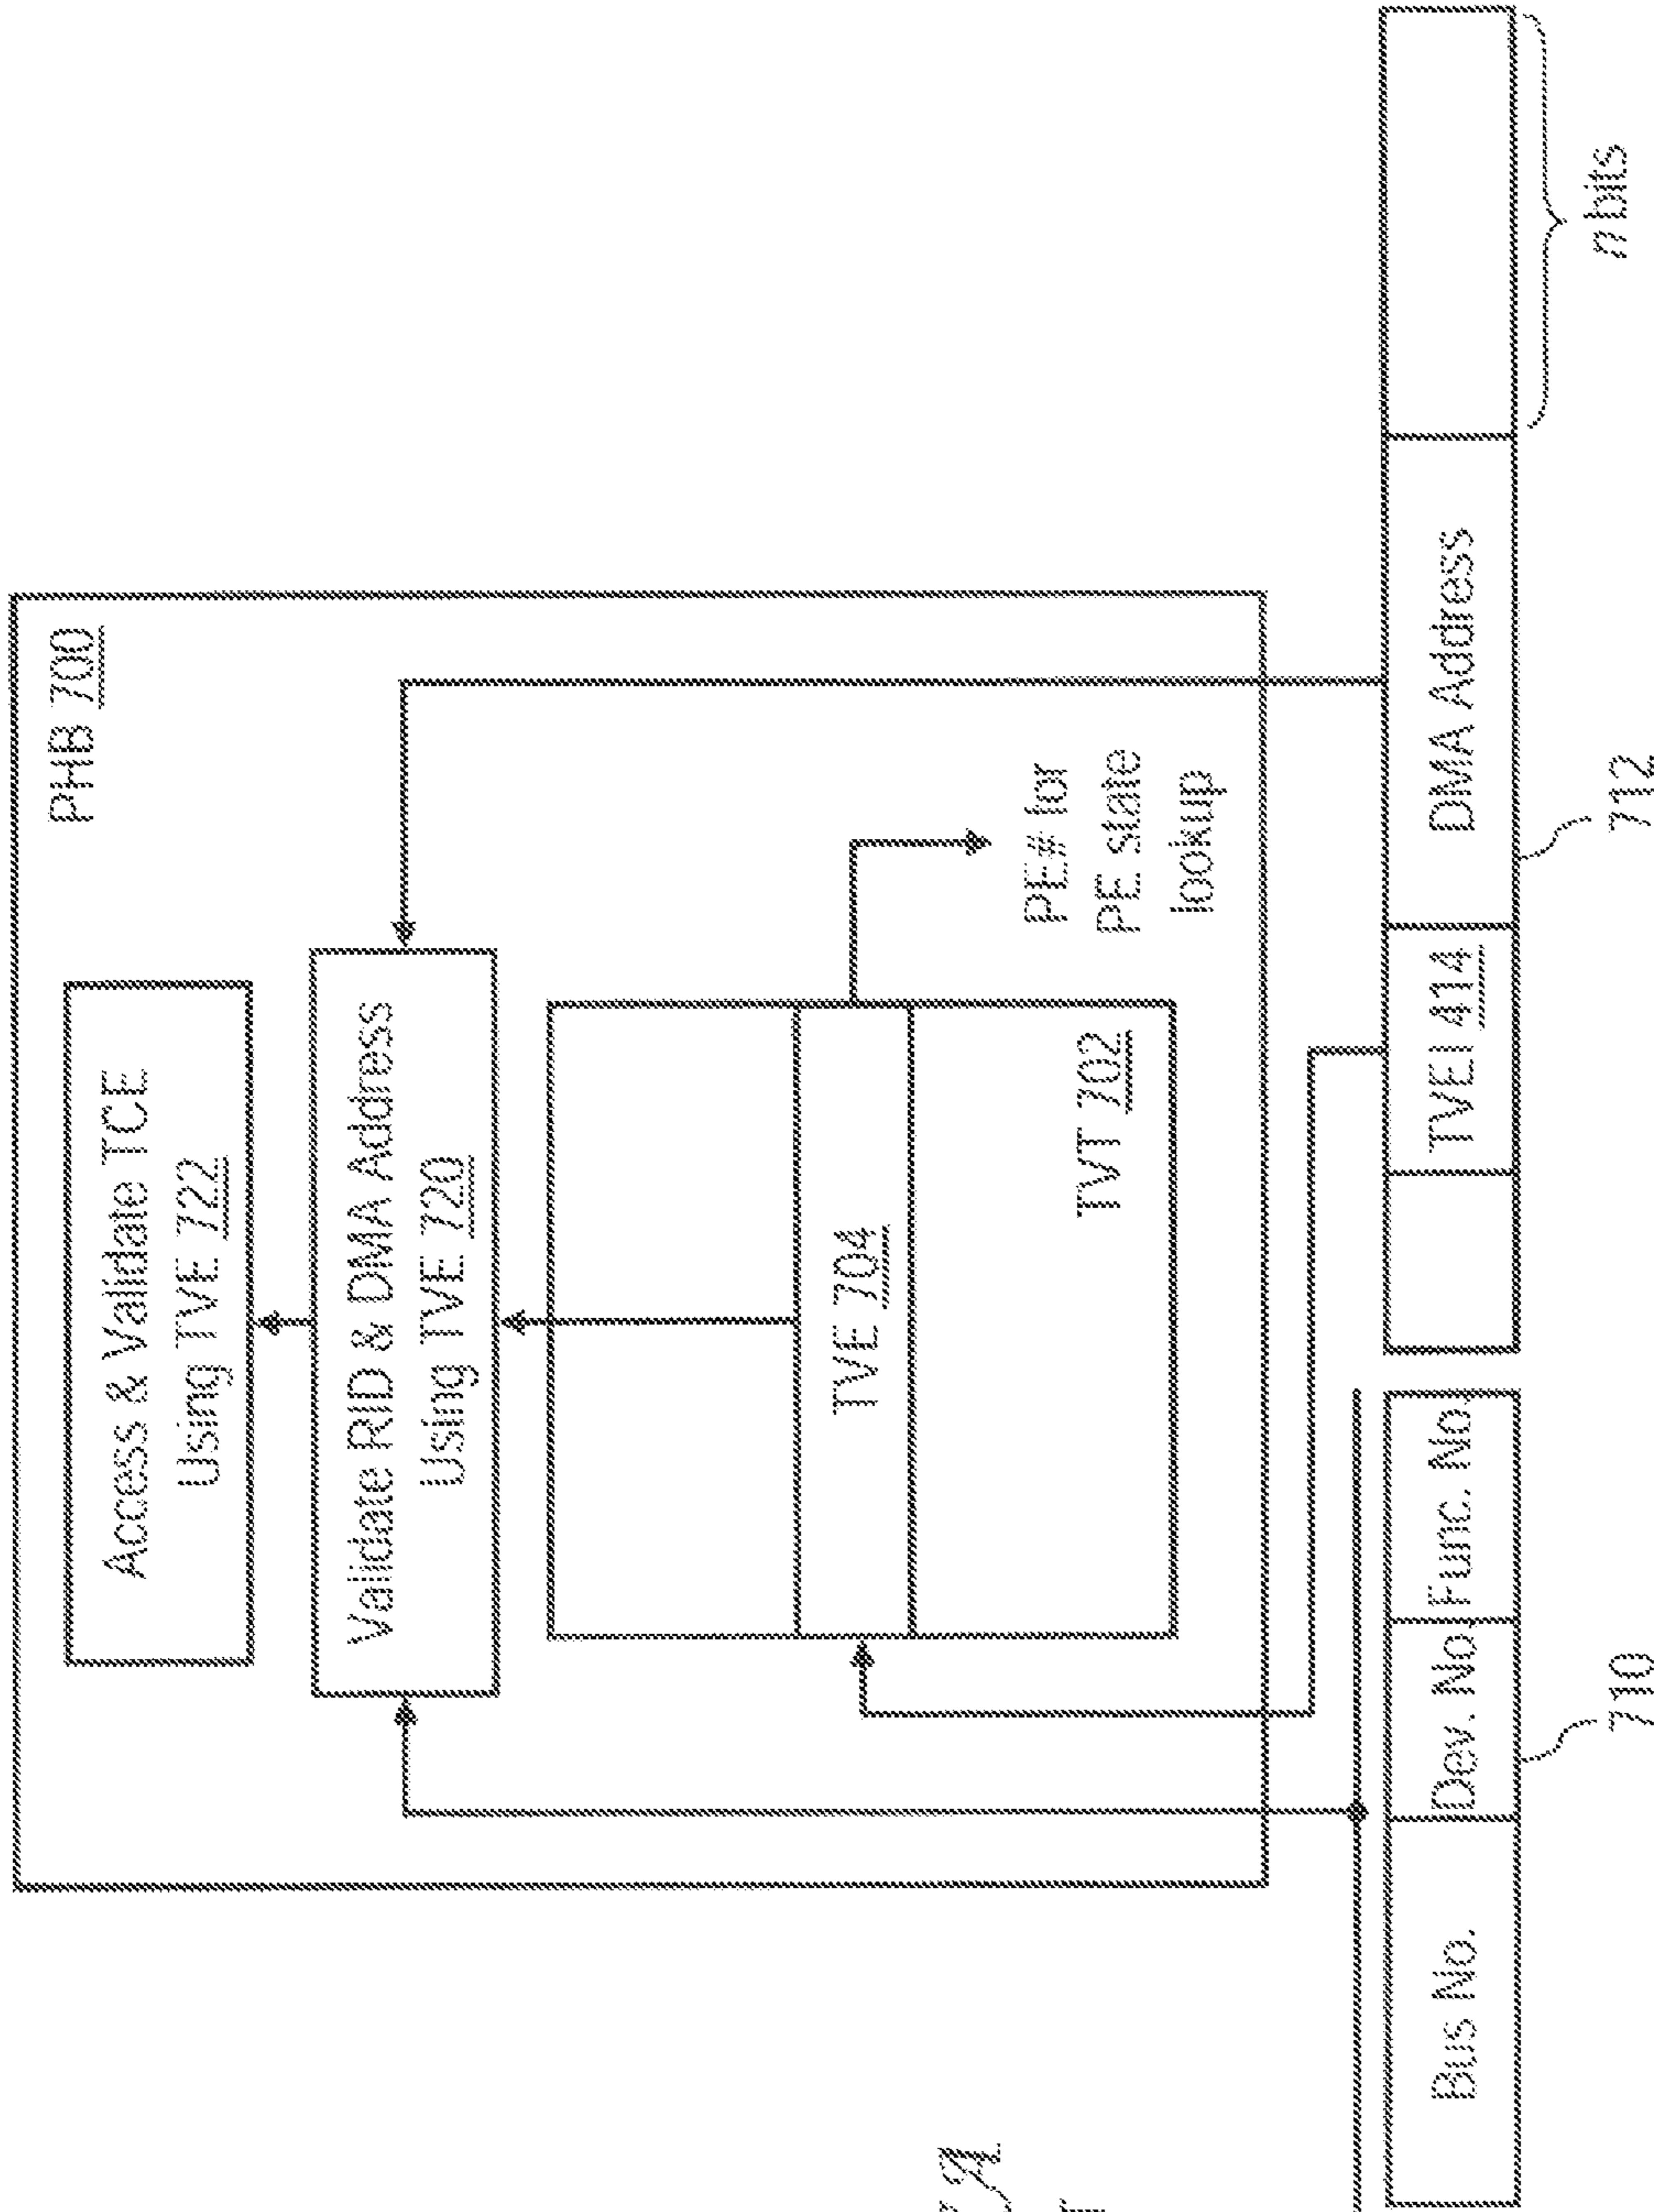 PHB 700
Access & Validate TCE
Using TVE 722
Validate RID & DMA Address
Using TVE 720
TVE 704
TVT 702
PE# for
PE state
lookup
Bus No.
Dev. No.
Func. No.
TVEI 414
DMA Address
710
712
n bits